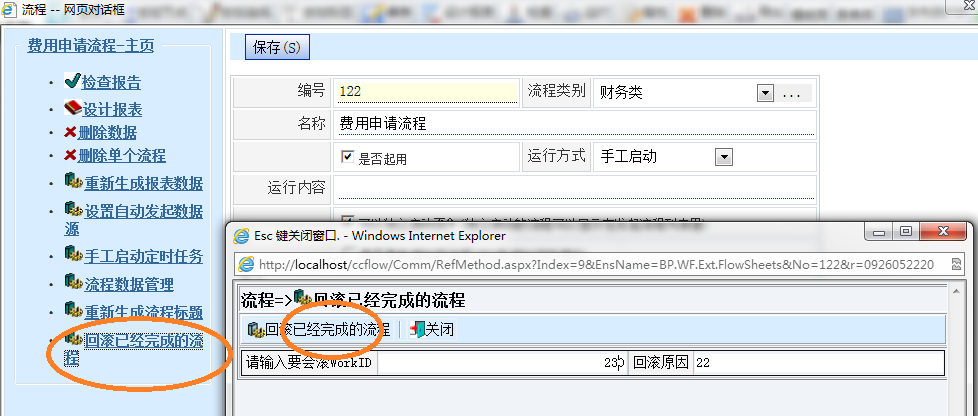 流程 -- 网页对话框
费用申请流程-主页
检查报告
设计报表
删除数据
删除单个流程
重新生成报表数据
设置自动发起数据
源
手工启动定时任务
流程数据管理
重新生成流程标题
回滚已经完成的流
程
保存(S)
编号 122 流程类别 财务类 ...
名称 费用申请流程
是否起用 运行方式 手工启动
运行内容
Esc 键关闭窗口. - Windows Internet Explorer
http://localhost/ccflow/Comm/RefMethod.aspx?Index=9&EnsName=BP.WF.Ext.FlowSheets&No=122&r=0926052220
流程=>回滚已经完成的流程
回滚已经完成的流程 关闭
请输入要会滚WorkID 回滚原因 22